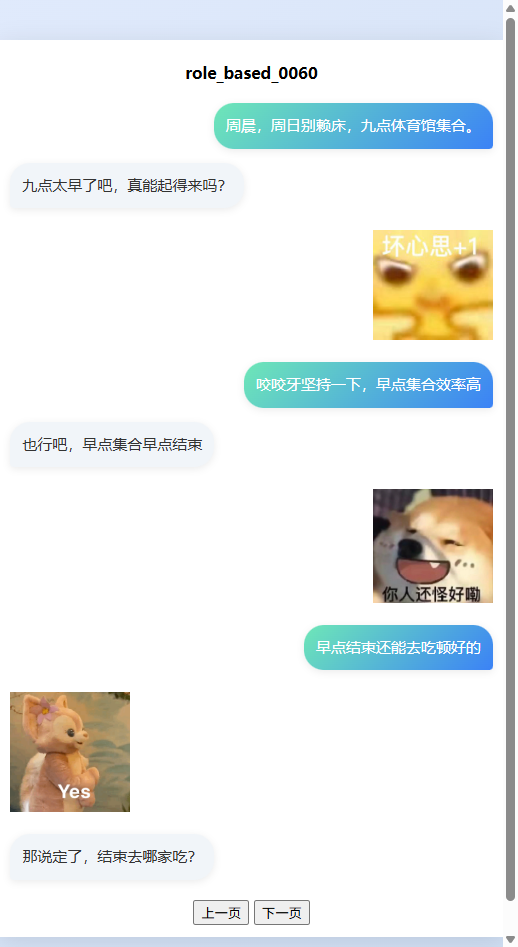 role_based_0060
周晨，周日别赖床，九点体育馆集合。
九点太早了吧，真能起得来吗？
坏心思+1
咬咬牙坚持一下，早点集合效率高
也行吧，早点集合早点结束
你人还怪好嘞
早点结束还能去吃顿好的
Yes
那说定了，结束去哪家吃？
上一页 下一页